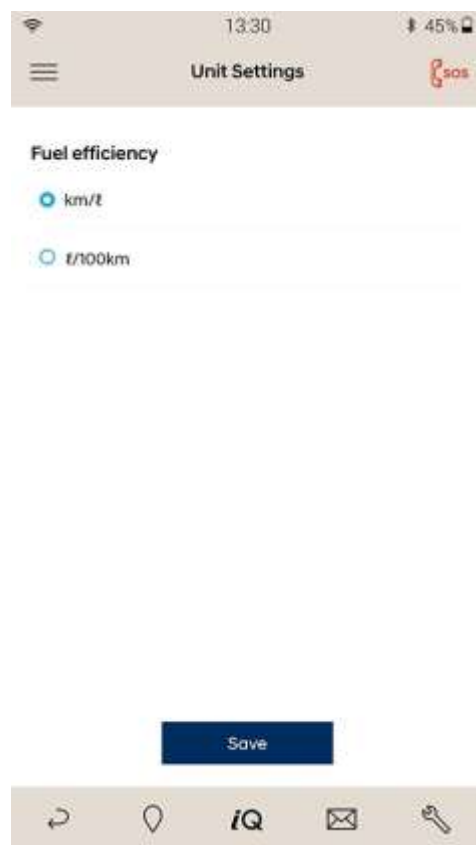 13:30 45%
Unit Settings
SOS
Fuel efficiency
km/ℓ
ℓ/100km
Save
iQ